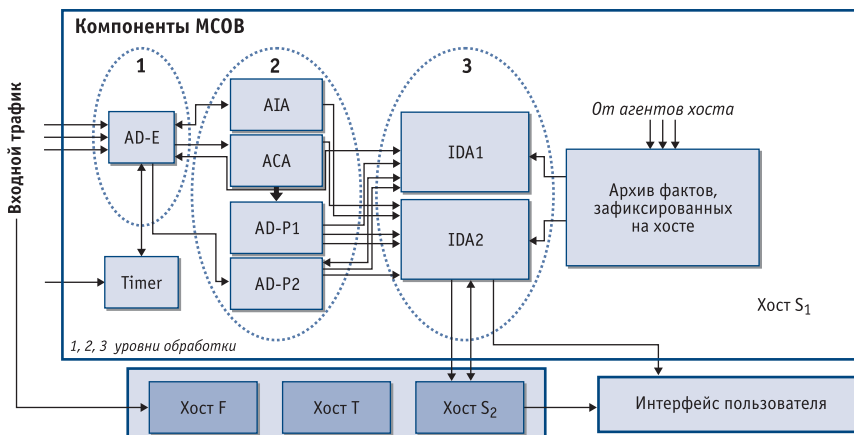 Компоненты МСОВ
1
2
3
Входной трафик
AD-E
AIA
ACA
AD-P1
AD-P2
Timer
IDA1
IDA2
От агентов хоста
Архив фактов,
зафиксированных
на хосте
Хост S1
1, 2, 3 уровни обработки
Хост F
Хост T
Хост S2
Интерфейс пользователя